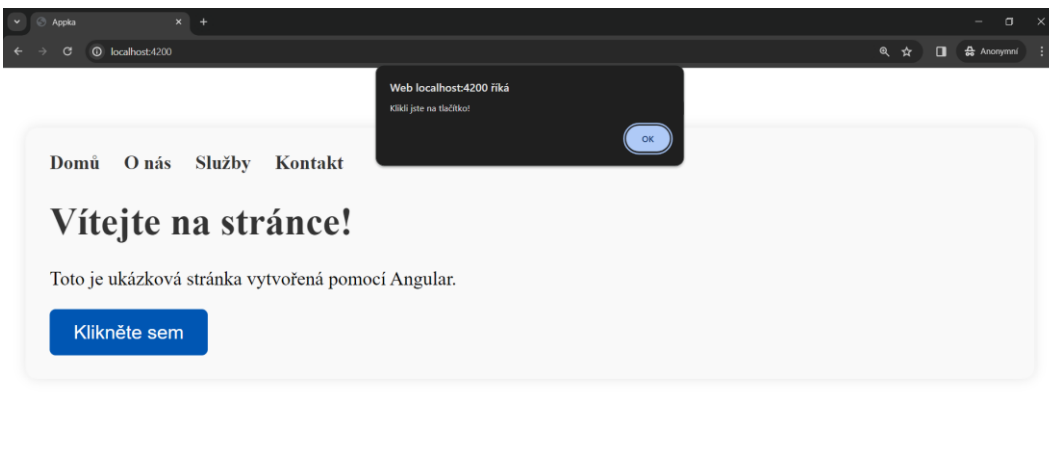 Appka
localhost:4200
Anonymní
Web localhost:4200 říká
Klikli jste na tlačítko!
OK
Domů O nás Služby Kontakt
Vítejte na stránce!
Toto je ukázková stránka vytvořená pomocí Angular.
Klikněte sem